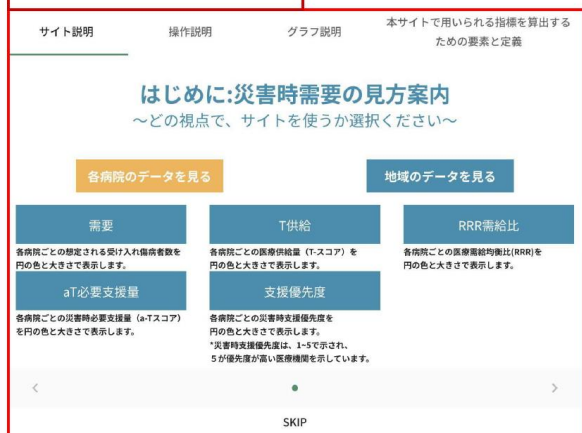 サイト説明
操作説明
グラフ説明
本サイトで用いられる指標を算出する
ための要素と定義
はじめに:災害時需要の見方案内
～どの視点で、サイトを使うか選択ください～
各病院のデータを見る
地域のデータを見る
需要
各病院ごとの想定される受け入れ傷病者数を
円の色と大きさで表示します。
T供給
各病院ごとの医療供給量（T-スコア）を
円の色と大きさで表示します。
RRR需給比
各病院ごとの医療需給均衡比(RRR)を
円の色と大きさで表示します。
aT必要支援量
各病院ごとの災害時必要支援量（a-Tスコア）
を円の色と大きさで表示します。
支援優先度
各病院ごとの災害時支援優先度を
円の色と大きさで表示します。
*災害時支援優先度は、1~5で示され、
５が優先度が高い医療機関を示しています。
SKIP